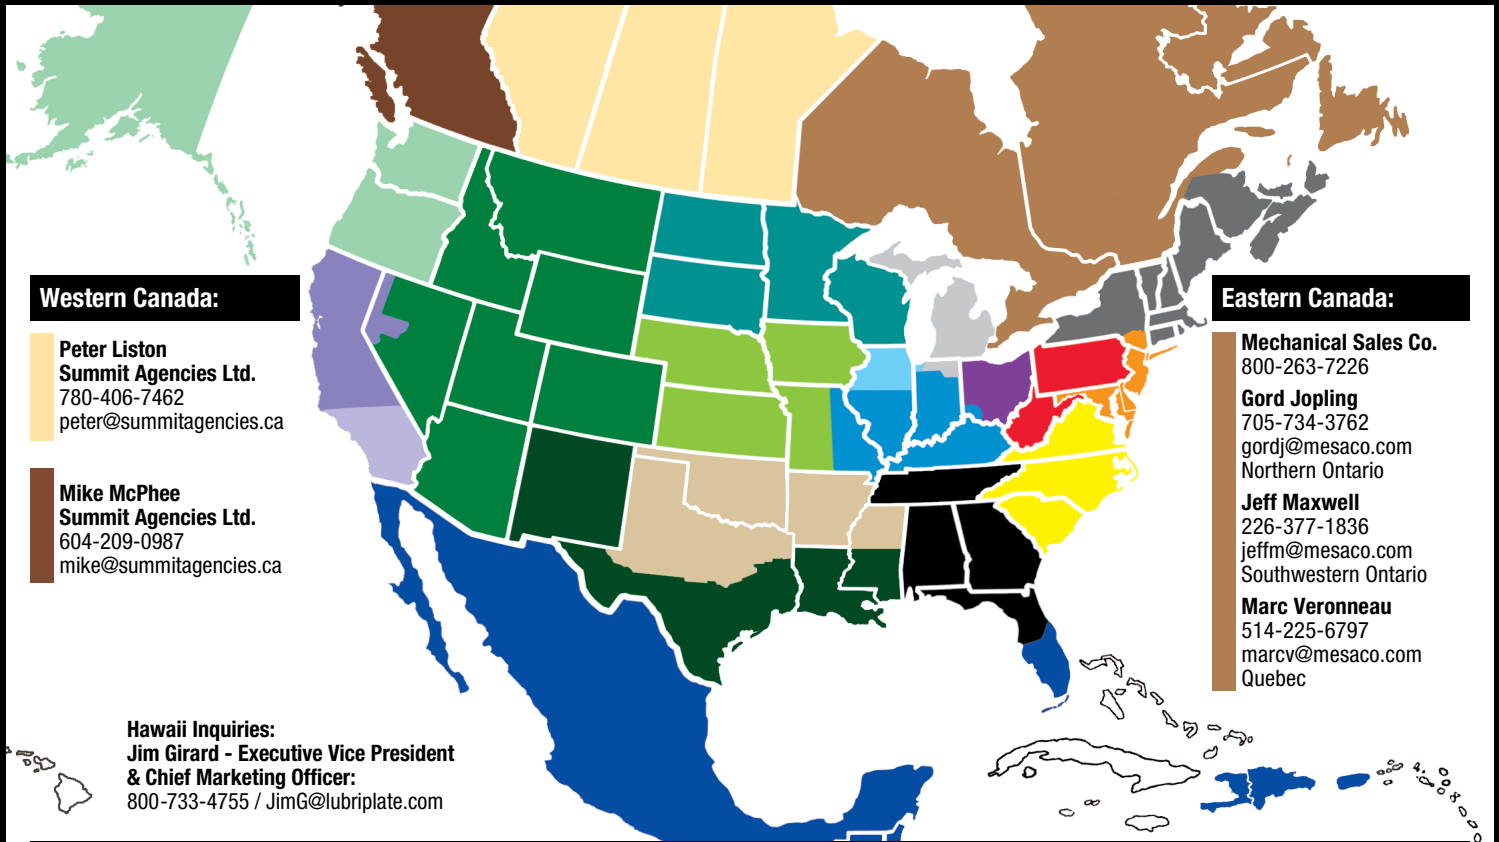 Western Canada:
Peter Liston
Summit Agencies Ltd.
780-406-7462
peter@summitagencies.ca
Mike McPhee
Summit Agencies Ltd.
604-209-0987
mike@summitagencies.ca
Hawaii Inquiries:
Jim Girard - Executive Vice President
& Chief Marketing Officer:
800-733-4755 / JimG@lubriplate.com
Eastern Canada:
Mechanical Sales Co.
800-263-7226
Gord Jopling
705-734-3762
gordj@mesaco.com
Northern Ontario
Jeff Maxwell
226-377-1836
jeffm@mesaco.com
Southwestern Ontario
Marc Veronneau
514-225-6797
marcv@mesaco.com
Quebec